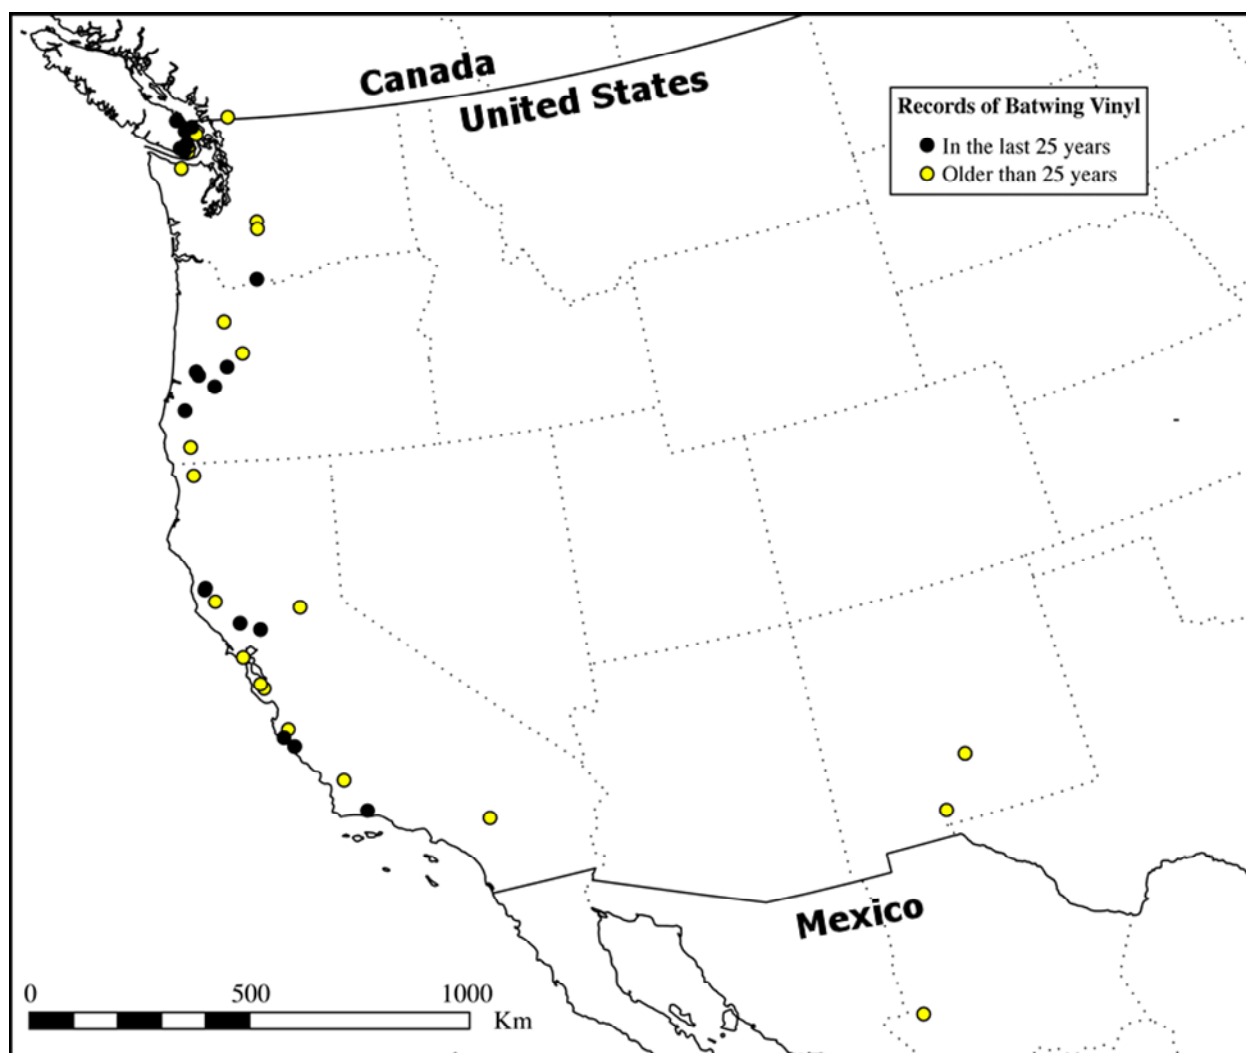 Canada
United States
Records of Batwing Vinyl
In the last 25 years
Older than 25 years
Mexico
0 500 1000
Km